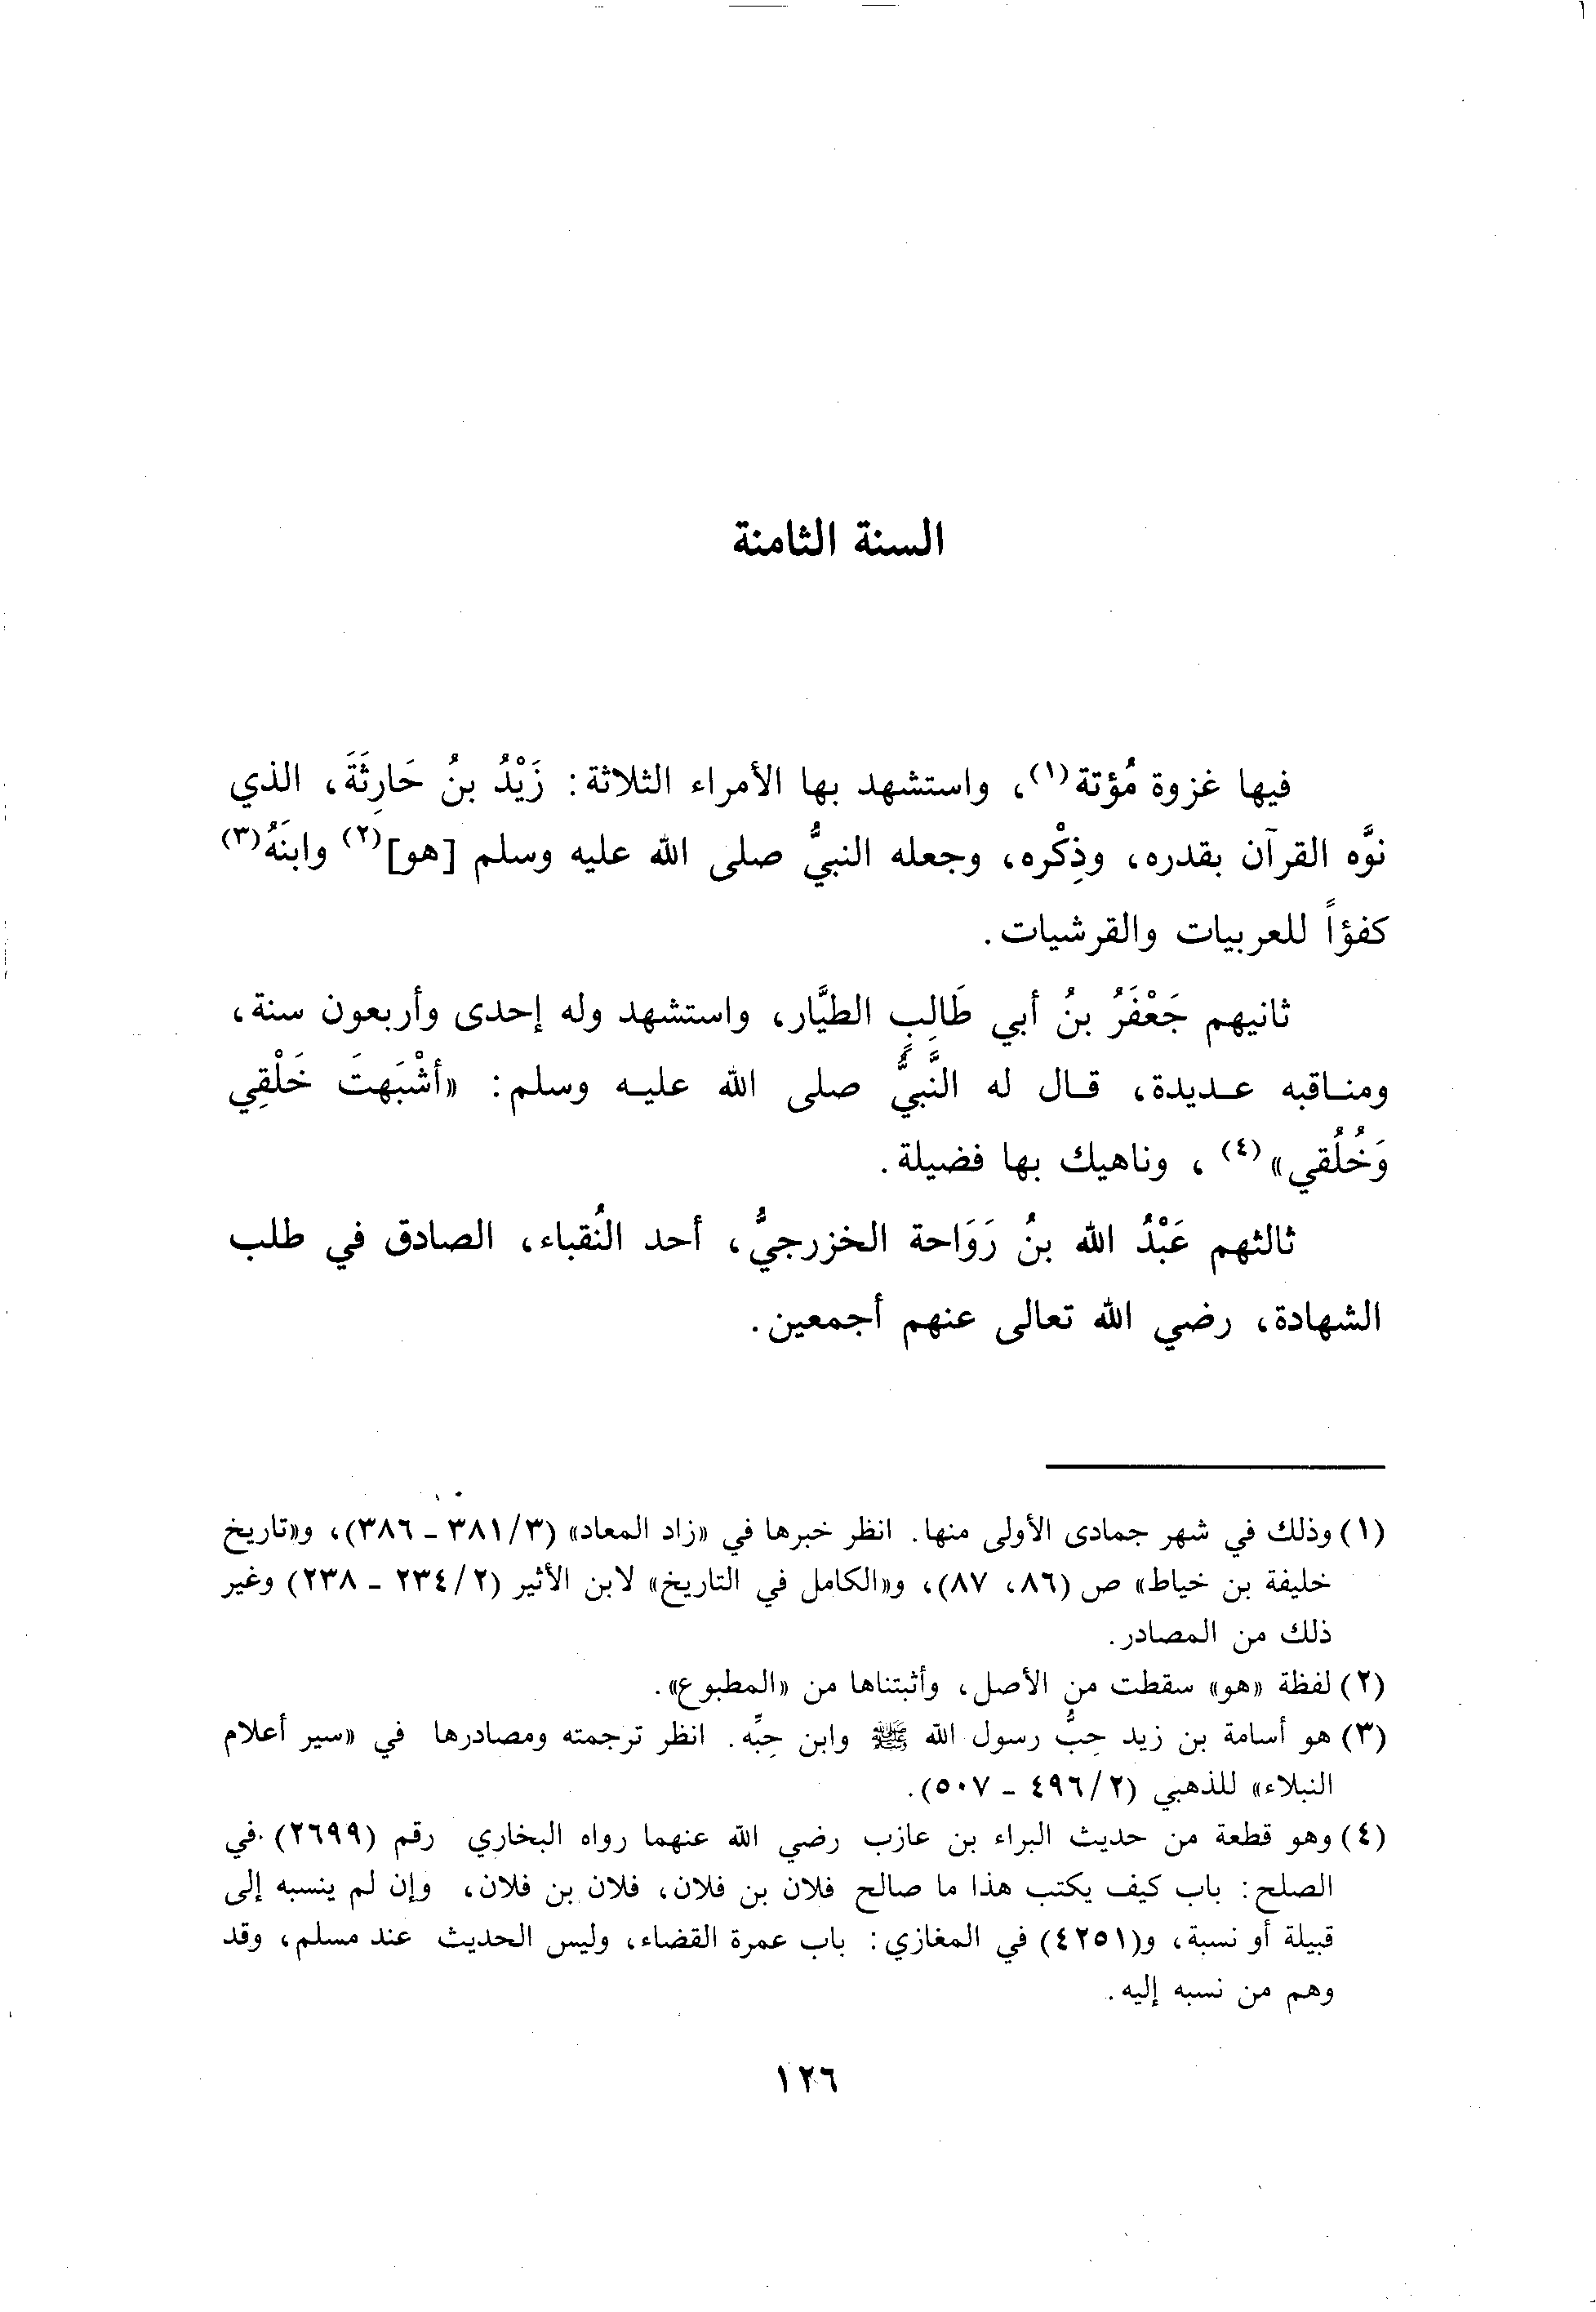 السنة الثامنة
فيها غزوة مُؤتة(١)، واستشهد بها الأمراء الثلاثة: زَيْدُ بنُ حَارِثَةَ، الذي
نوَّه القرآن بقدره، وذِكْره، وجعله النبيُّ صلى الله عليه وسلم [هو](٢) وابنَهُ(٣)
كفؤاً للعربيات والقرشيات.
ثانيهم جَعْفَرُ بنُ أبي طَالِبٍ الطيَّار، واستشهد وله إحدى وأربعون سنة،
ومناقبه عديدة، قال له النَّبيُّ صلى الله عليه وسلم: «أشْبَهتَ خَلْقِي
وَخُلُقي»(٤)، وناهيك بها فضيلة.
ثالثهم عَبْدُ الله بنُ رَوَاحة الخزرجيُّ، أحد النُقباء، الصادق في طلب
الشهادة، رضي الله تعالى عنهم أجمعين.
(١) وذلك في شهر جمادى الأولى منها. انظر خبرها في «زاد المعاد» (٣/٣٨١ - ٣٨٦)، و«تاريخ
خليفة بن خياط» ص (٨٦، ٨٧)، و«الكامل في التاريخ» لابن الأثير (٢/٢٣٤ - ٢٣٨) وغير
ذلك من المصادر.
(٢) لفظة «هو» سقطت من الأصل، وأثبتناها من «المطبوع».
(٣) هو أسامة بن زيد حِبُّ رسول الله ﷺ وابن حِبِّه. انظر ترجمته ومصادرها في «سير أعلام
النبلاء» للذهبي (٢/٤٩٦ - ٥٠٧).
(٤) وهو قطعة من حديث البراء بن عازب رضي الله عنهما رواه البخاري رقم (٢٦٩٩) في
الصلح: باب كيف يكتب هذا ما صالح فلان بن فلان، فلان بن فلان، وإن لم ينسبه إلى
قبيلة أو نسبة، و(٤٢٥١) في المغازي: باب عمرة القضاء، وليس الحديث عند مسلم، وقد
وهم من نسبه إليه.
١٢٦